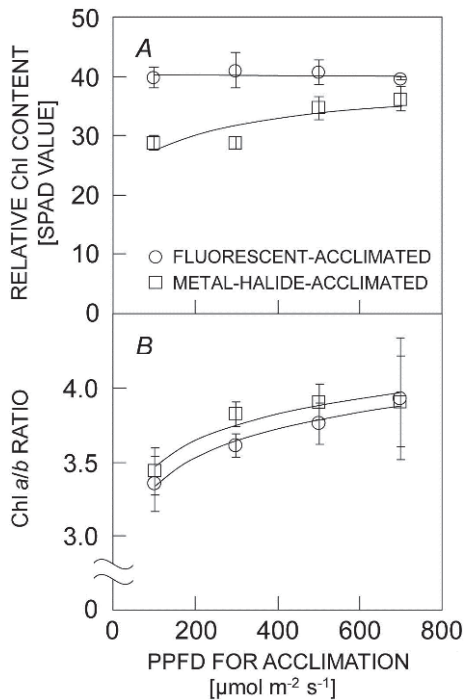 RELATIVE Chl CONTENT
[SPAD VALUE]
50
40
30
20
10
0
A
FLUORESCENT-ACCLIMATED
METAL-HALIDE-ACCLIMATED
Chl a/b RATIO
4.0
3.5
3.0
0
B
0 200 400 600 800
PPFD FOR ACCLIMATION
[µmol m-2 s-1]